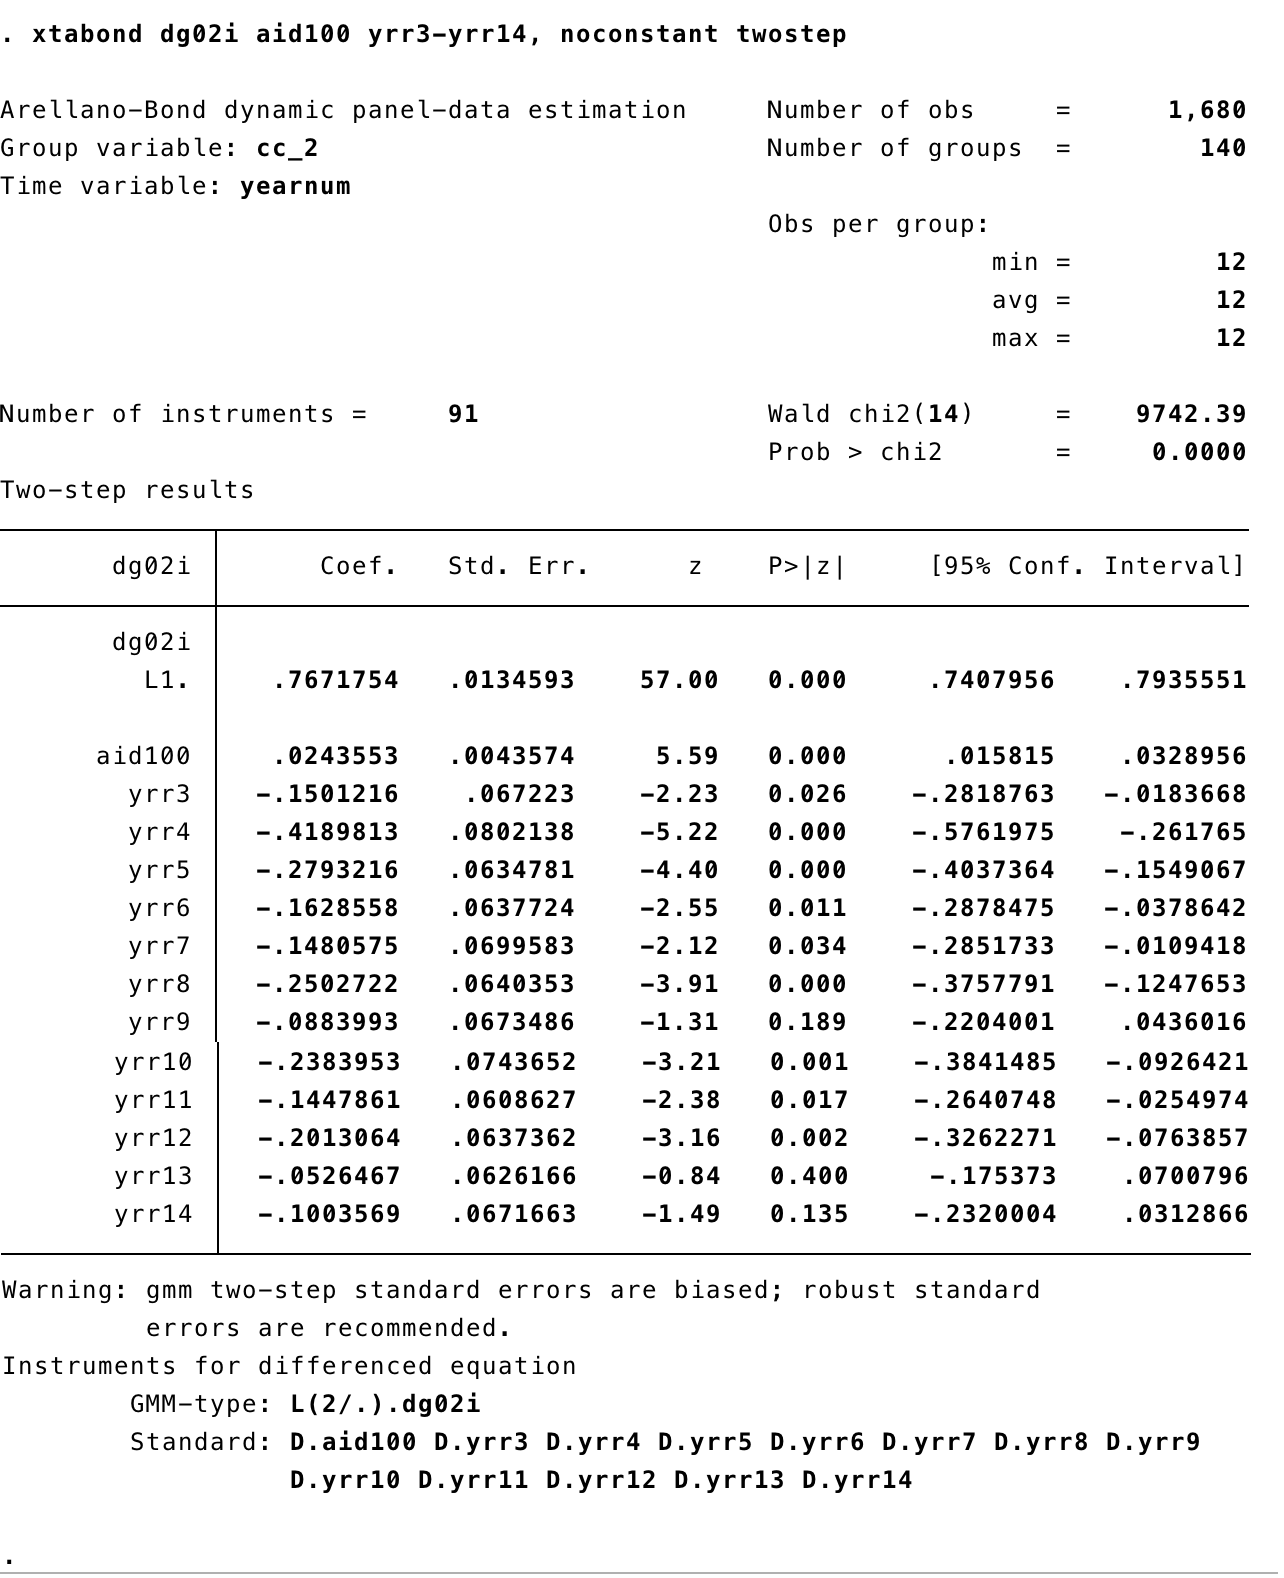 . xtabond dg02i aid100 yrr3-yrr14, noconstant twostep
Arellano-Bond dynamic panel-data estimation Number of obs = 1,680
Group variable: cc_2 Number of groups = 140
Time variable: yearnum
Obs per group:
min = 12
avg = 12
max = 12
Number of instruments = 91 Wald chi2(14) = 9742.39
Prob > chi2 = 0.0000
Two-step results
dg02i Coef. Std. Err. z P>|z| [95% Conf. Interval]
dg02i
L1. .7671754 .0134593 57.00 0.000 .7407956 .7935551
aid100 .0243553 .0043574 5.59 0.000 .015815 .0328956
yrr3 -.1501216 .067223 -2.23 0.026 -.2818763 -.0183668
yrr4 -.4189813 .0802138 -5.22 0.000 -.5761975 -.261765
yrr5 -.2793216 .0634781 -4.40 0.000 -.4037364 -.1549067
yrr6 -.1628558 .0637724 -2.55 0.011 -.2878475 -.0378642
yrr7 -.1480575 .0699583 -2.12 0.034 -.2851733 -.0109418
yrr8 -.2502722 .0640353 -3.91 0.000 -.3757791 -.1247653
yrr9 -.0883993 .0673486 -1.31 0.189 -.2204001 .0436016
yrr10 -.2383953 .0743652 -3.21 0.001 -.3841485 -.0926421
yrr11 -.1447861 .0608627 -2.38 0.017 -.2640748 -.0254974
yrr12 -.2013064 .0637362 -3.16 0.002 -.3262271 -.0763857
yrr13 -.0526467 .0626166 -0.84 0.400 -.175373 .0700796
yrr14 -.1003569 .0671663 -1.49 0.135 -.2320004 .0312866
Warning: gmm two-step standard errors are biased; robust standard
errors are recommended.
Instruments for differenced equation
GMM-type: L(2/.).dg02i
Standard: D.aid100 D.yrr3 D.yrr4 D.yrr5 D.yrr6 D.yrr7 D.yrr8 D.yrr9
D.yrr10 D.yrr11 D.yrr12 D.yrr13 D.yrr14
.